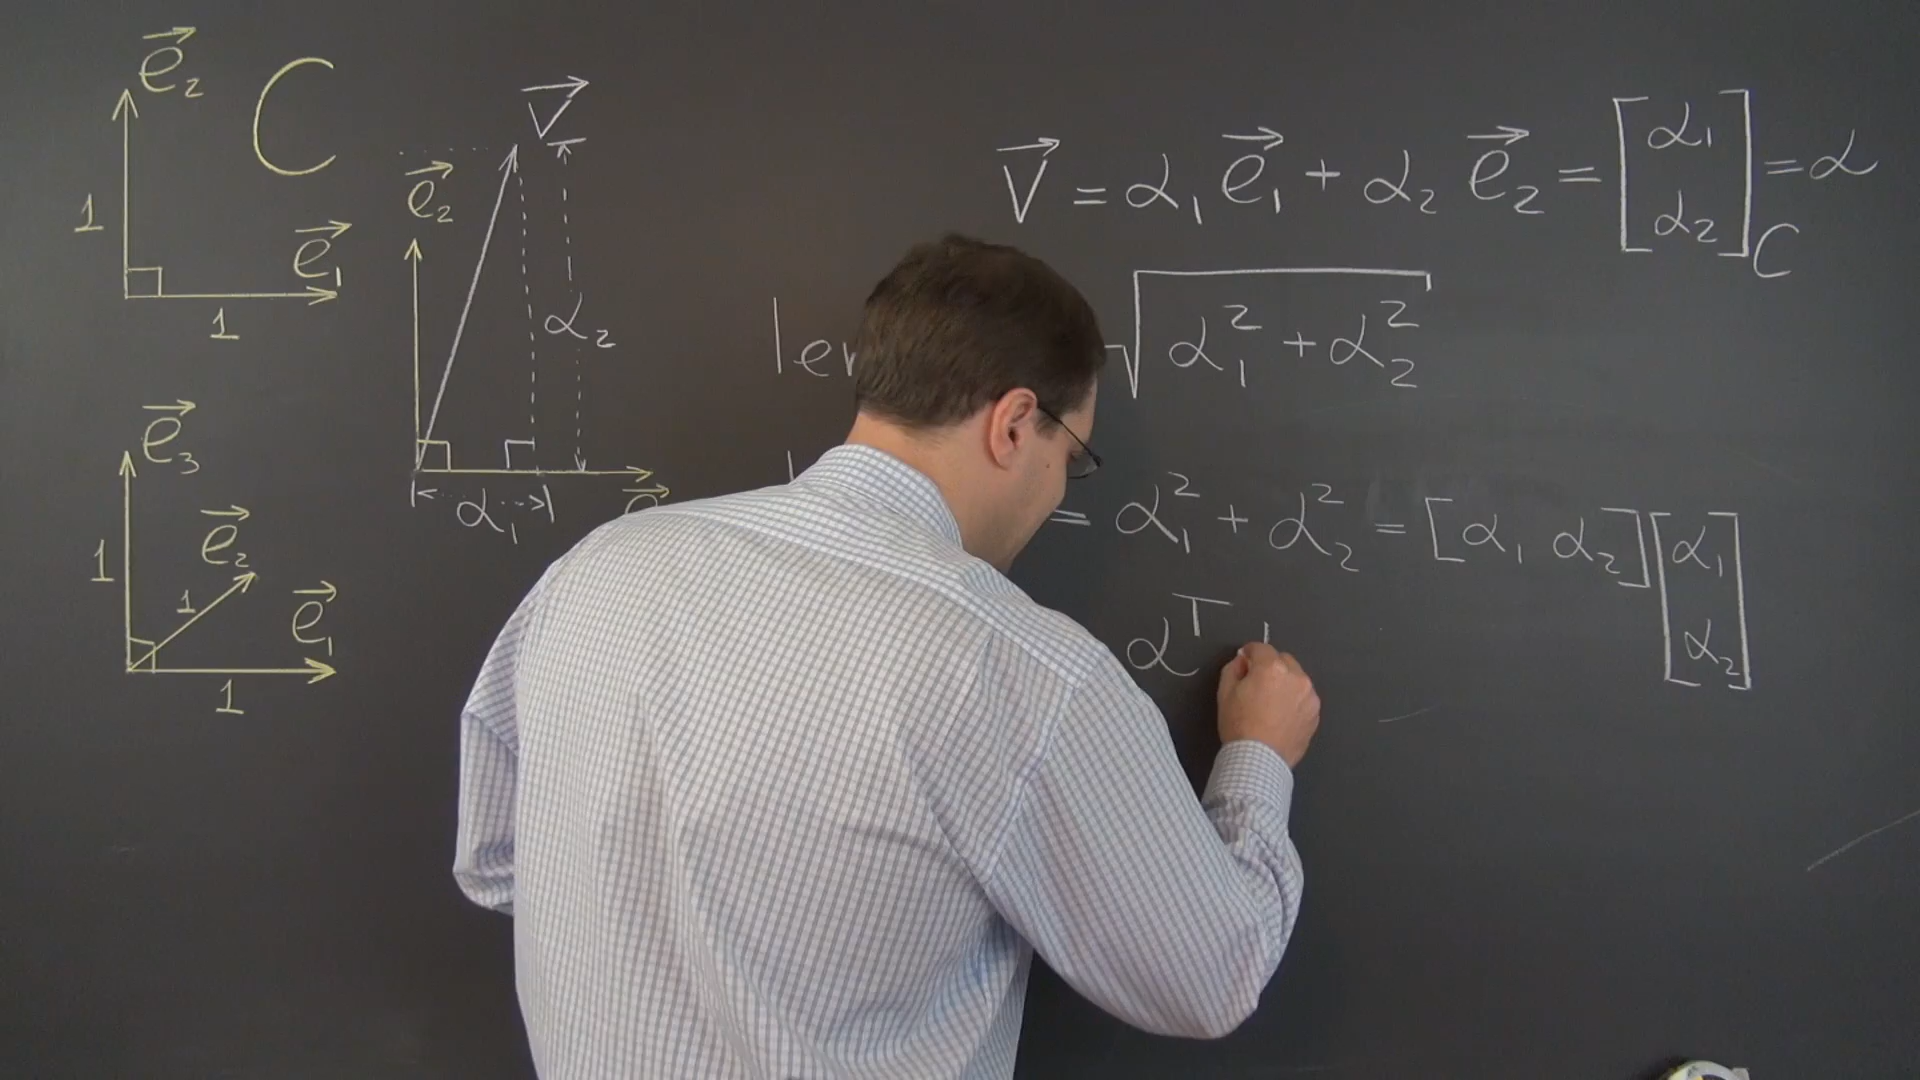 e⃗₂
C
1
e⃗₁
1
e⃗₃
e⃗₂
1
1
e⃗₁
1
V⃗
e⃗₂
α₂
α₁
V⃗ = α₁ e⃗₁ + α₂ e⃗₂ = [α₁ α₂]_C = α
√(α₁² + α₂²)
= α₁² + α₂² = [α₁ α₂] [α₁ α₂]
αᵀ